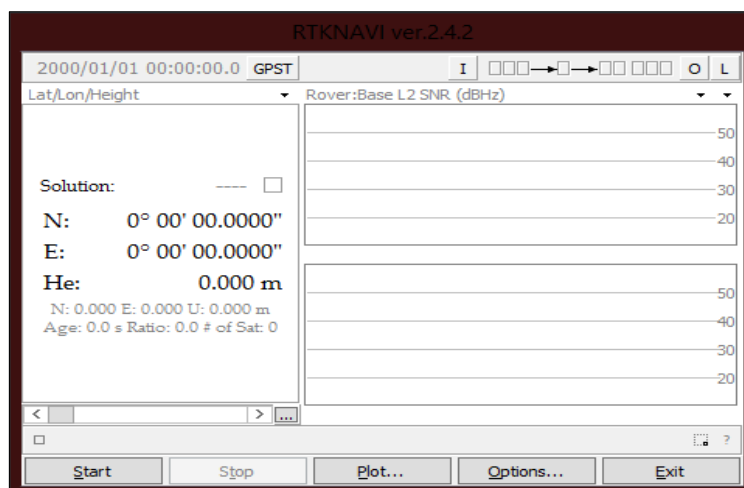 RTKNAVI ver.2.4.2
2000/01/01 00:00:00.0 GPST I O L
Lat/Lon/Height Rover:Base L2 SNR (dBHz)
50
40
Solution: ---- 30
N: 0° 00' 00.0000" 20
E: 0° 00' 00.0000"
He: 0.000 m
50
N: 0.000 E: 0.000 U: 0.000 m
Age: 0.0 s Ratio: 0.0 # of Sat: 0
40
30
20
< > ...
?
Start Stop Plot... Options... Exit